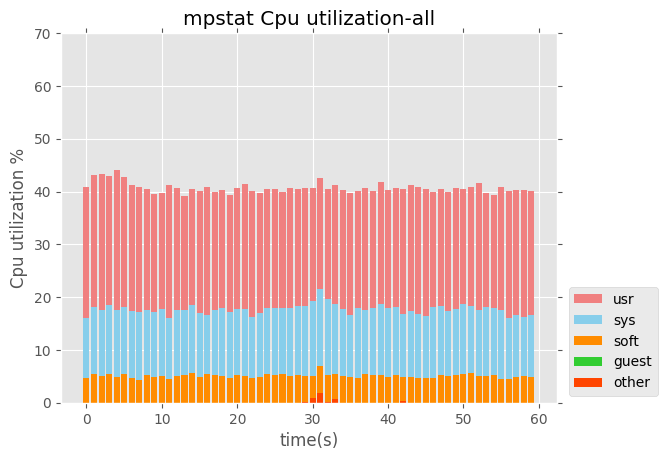 mpstat Cpu utilization-all
70
60
50
40
30
20
10
0
Cpu utilization %
0 10 20 30 40 50 60
time(s)
usr
sys
soft
guest
other